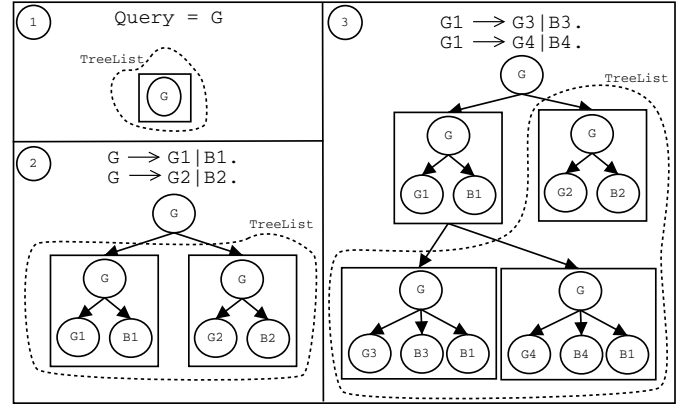 1
Query = G
TreeList
G
2
G → G1|B1.
G → G2|B2.
G
TreeList
G
G
G1
B1
G2
B2
3
G1 → G3|B3.
G1 → G4|B4.
G
TreeList
G
G
G1
B1
G2
B2
G
G
G3
B3
B1
G4
B4
B1